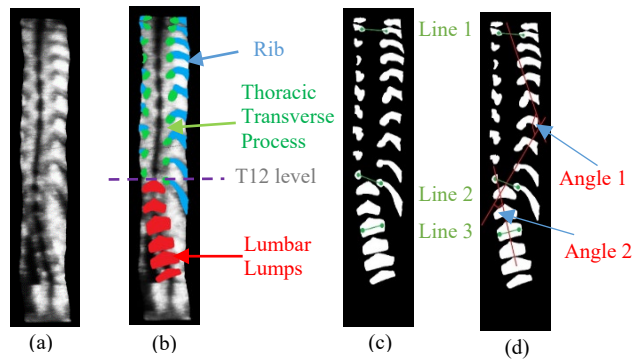 Rib
Thoracic
Transverse
Process
T12 level
Lumbar
Lumps
Line 1
Line 2
Line 3
Angle 1
Angle 2
(a)
(b)
(c)
(d)